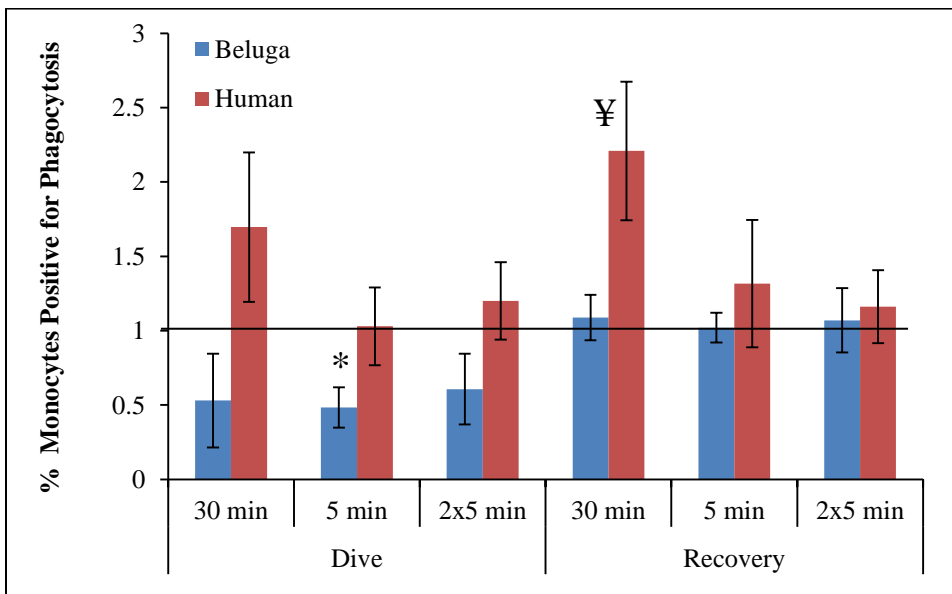 % Monocytes Positive for Phagocytosis
3
2.5
2
1.5
1
0.5
0
Beluga
Human
*
¥
30 min 5 min 2x5 min 30 min 5 min 2x5 min
Dive Recovery